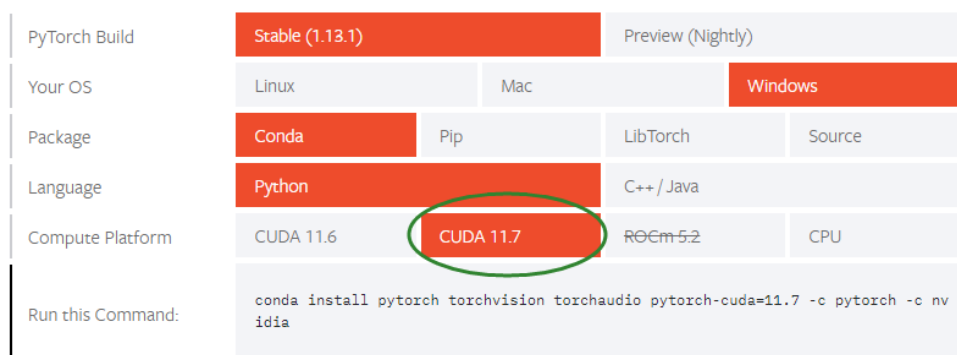 PyTorch Build Stable (1.13.1) Preview (Nightly)
Your OS Linux Mac Windows
Package Conda Pip LibTorch Source
Language Python C++ / Java
Compute Platform CUDA 11.6 CUDA 11.7 ROCm 5.2 CPU
Run this Command: conda install pytorch torchvision torchaudio pytorch-cuda=11.7 -c pytorch -c nv
idia